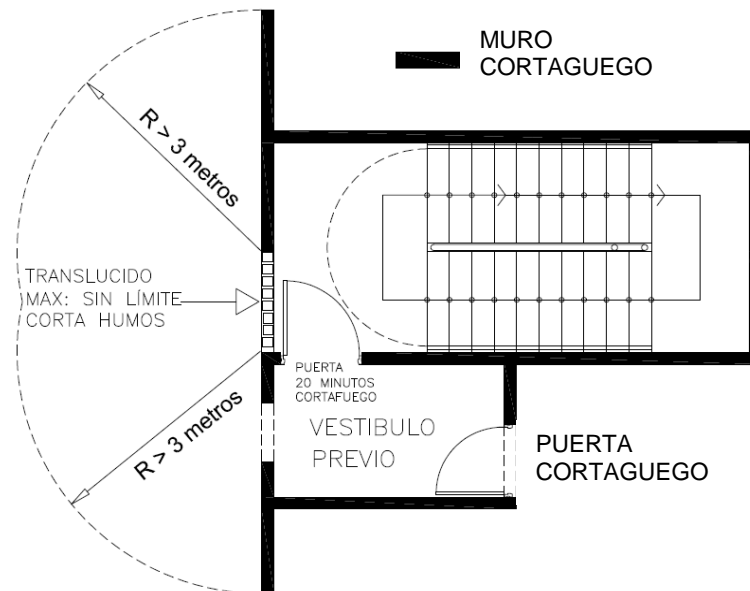 MURO
CORTAGUEGO
R > 3 metros
TRANSLUCIDO
MAX: SIN LÍMITE
CORTA HUMOS
PUERTA
20 MINUTOS
CORTAFUEGO
R > 3 metros
VESTIBULO
PREVIO
PUERTA
CORTAGUEGO